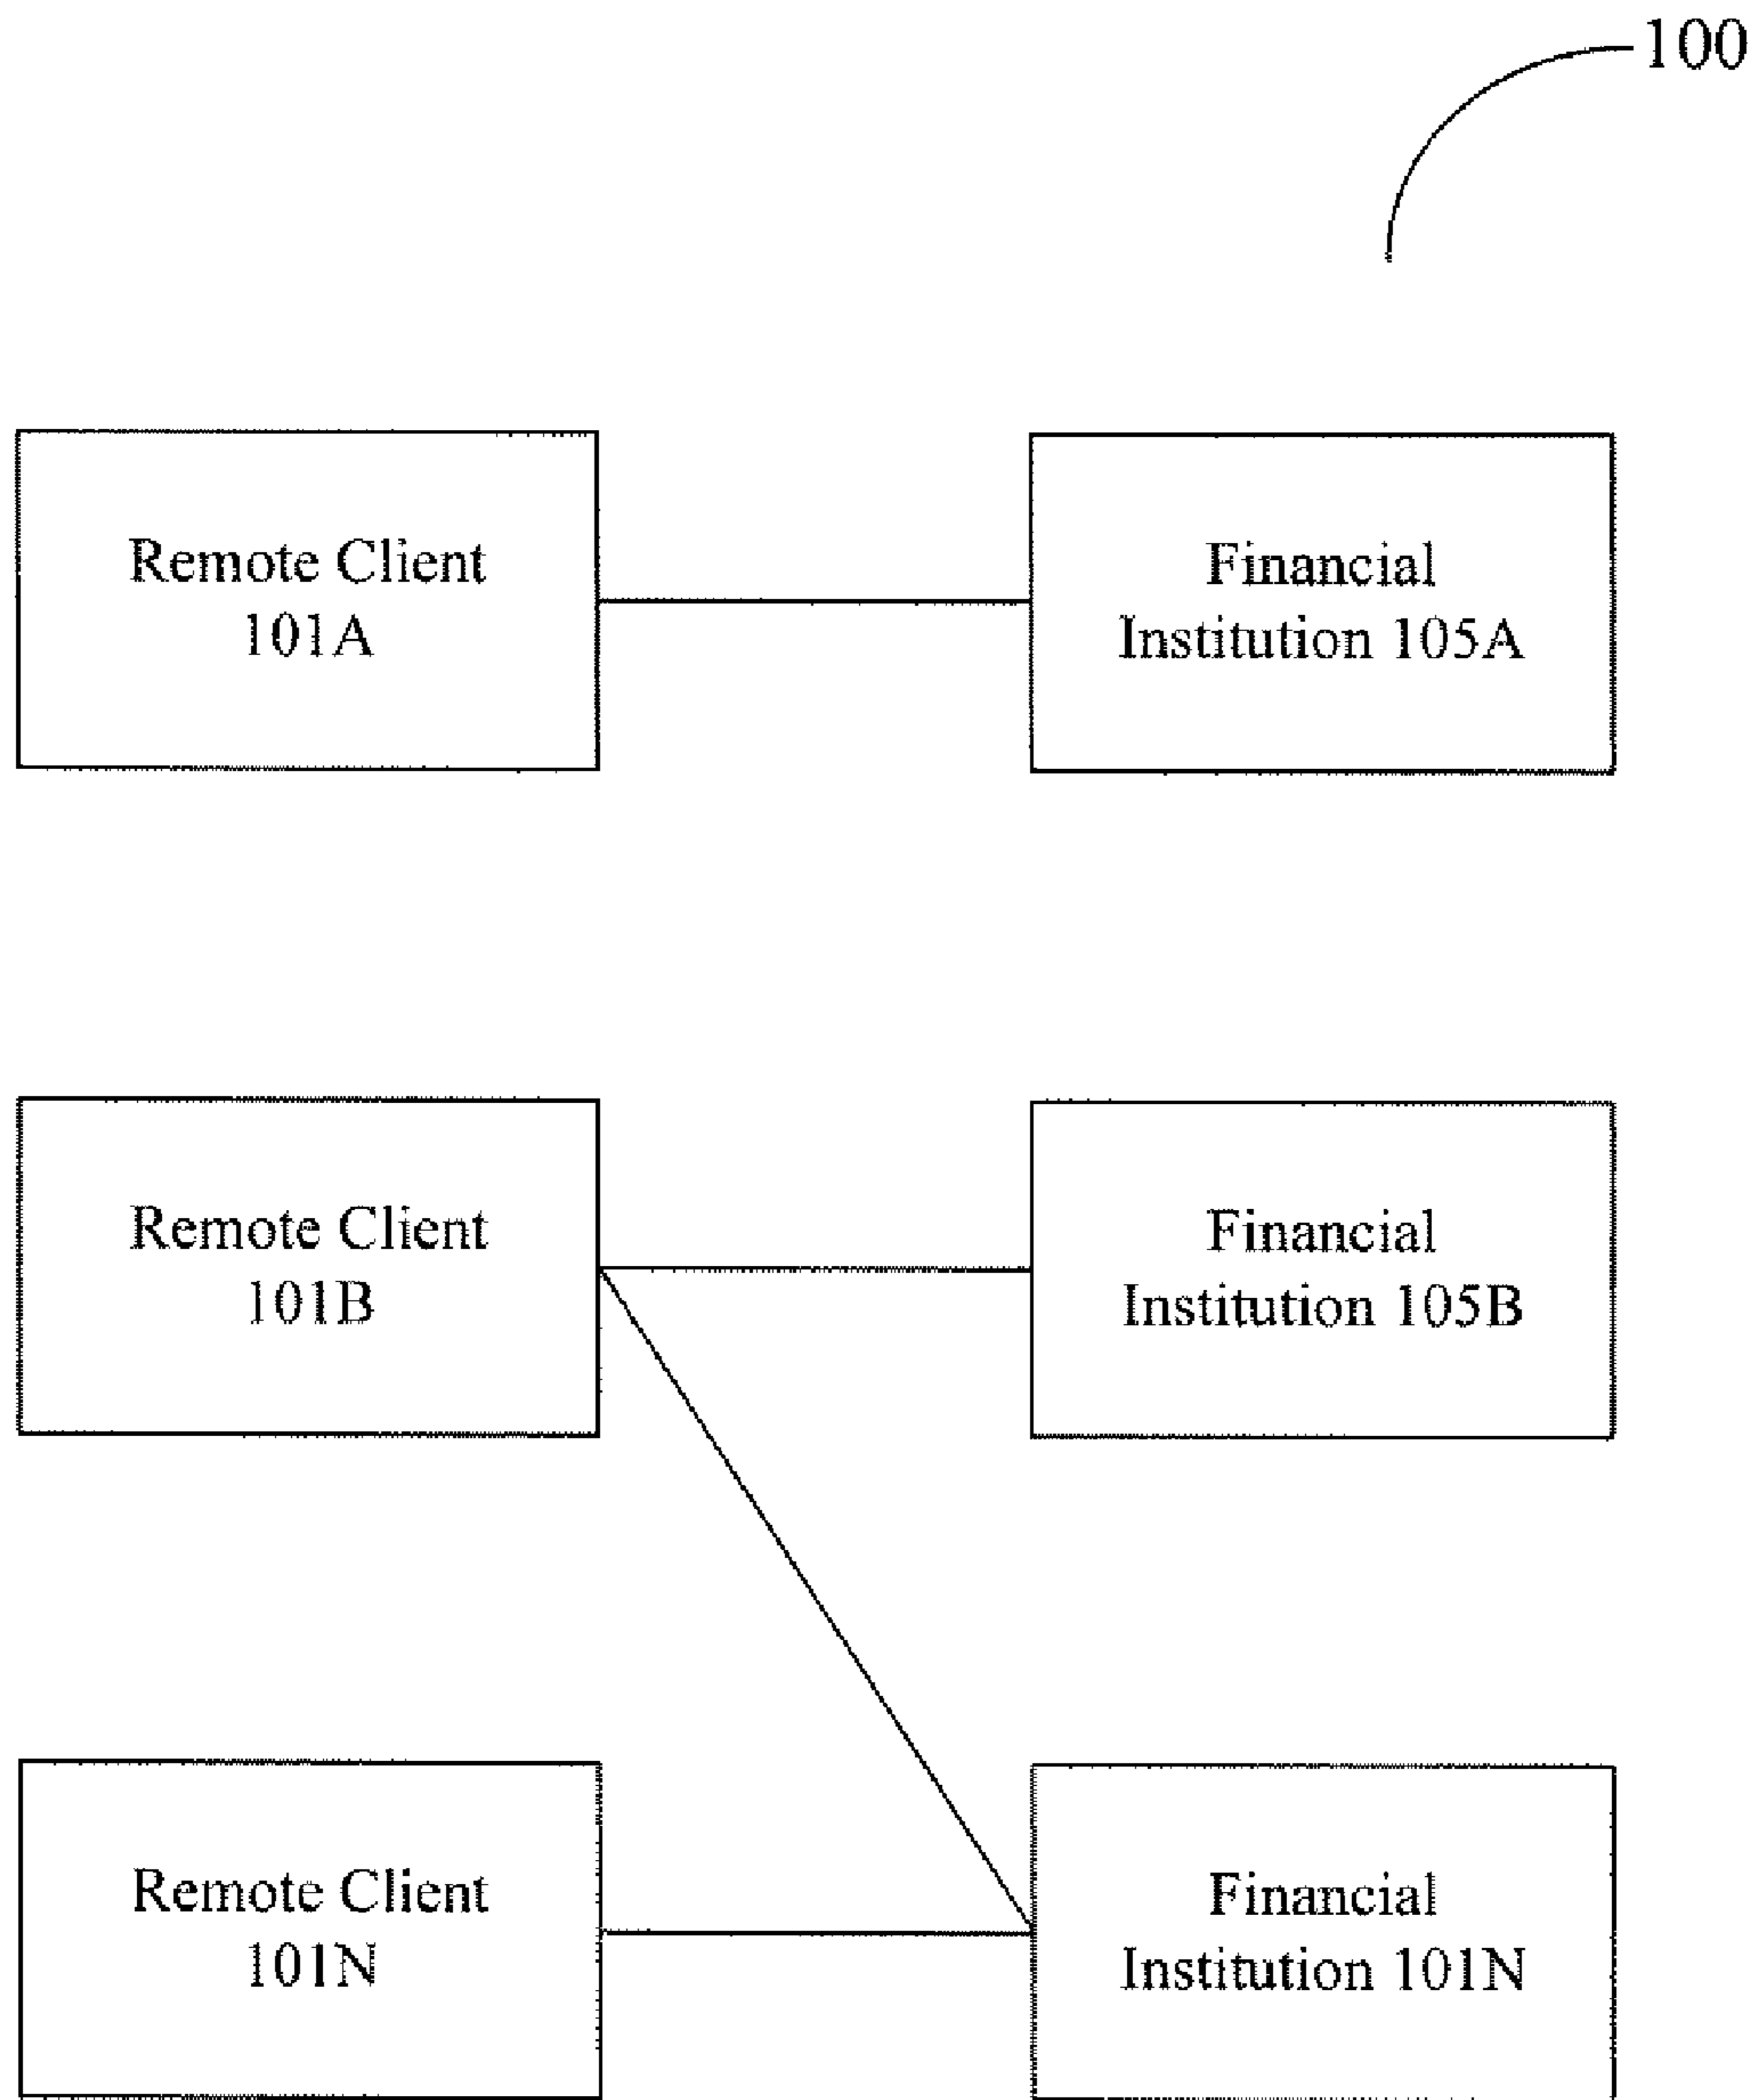 100
Remote Client
101A
Financial
Institution 105A
Remote Client
101B
Financial
Institution 105B
Remote Client
101N
Financial
Institution 101N